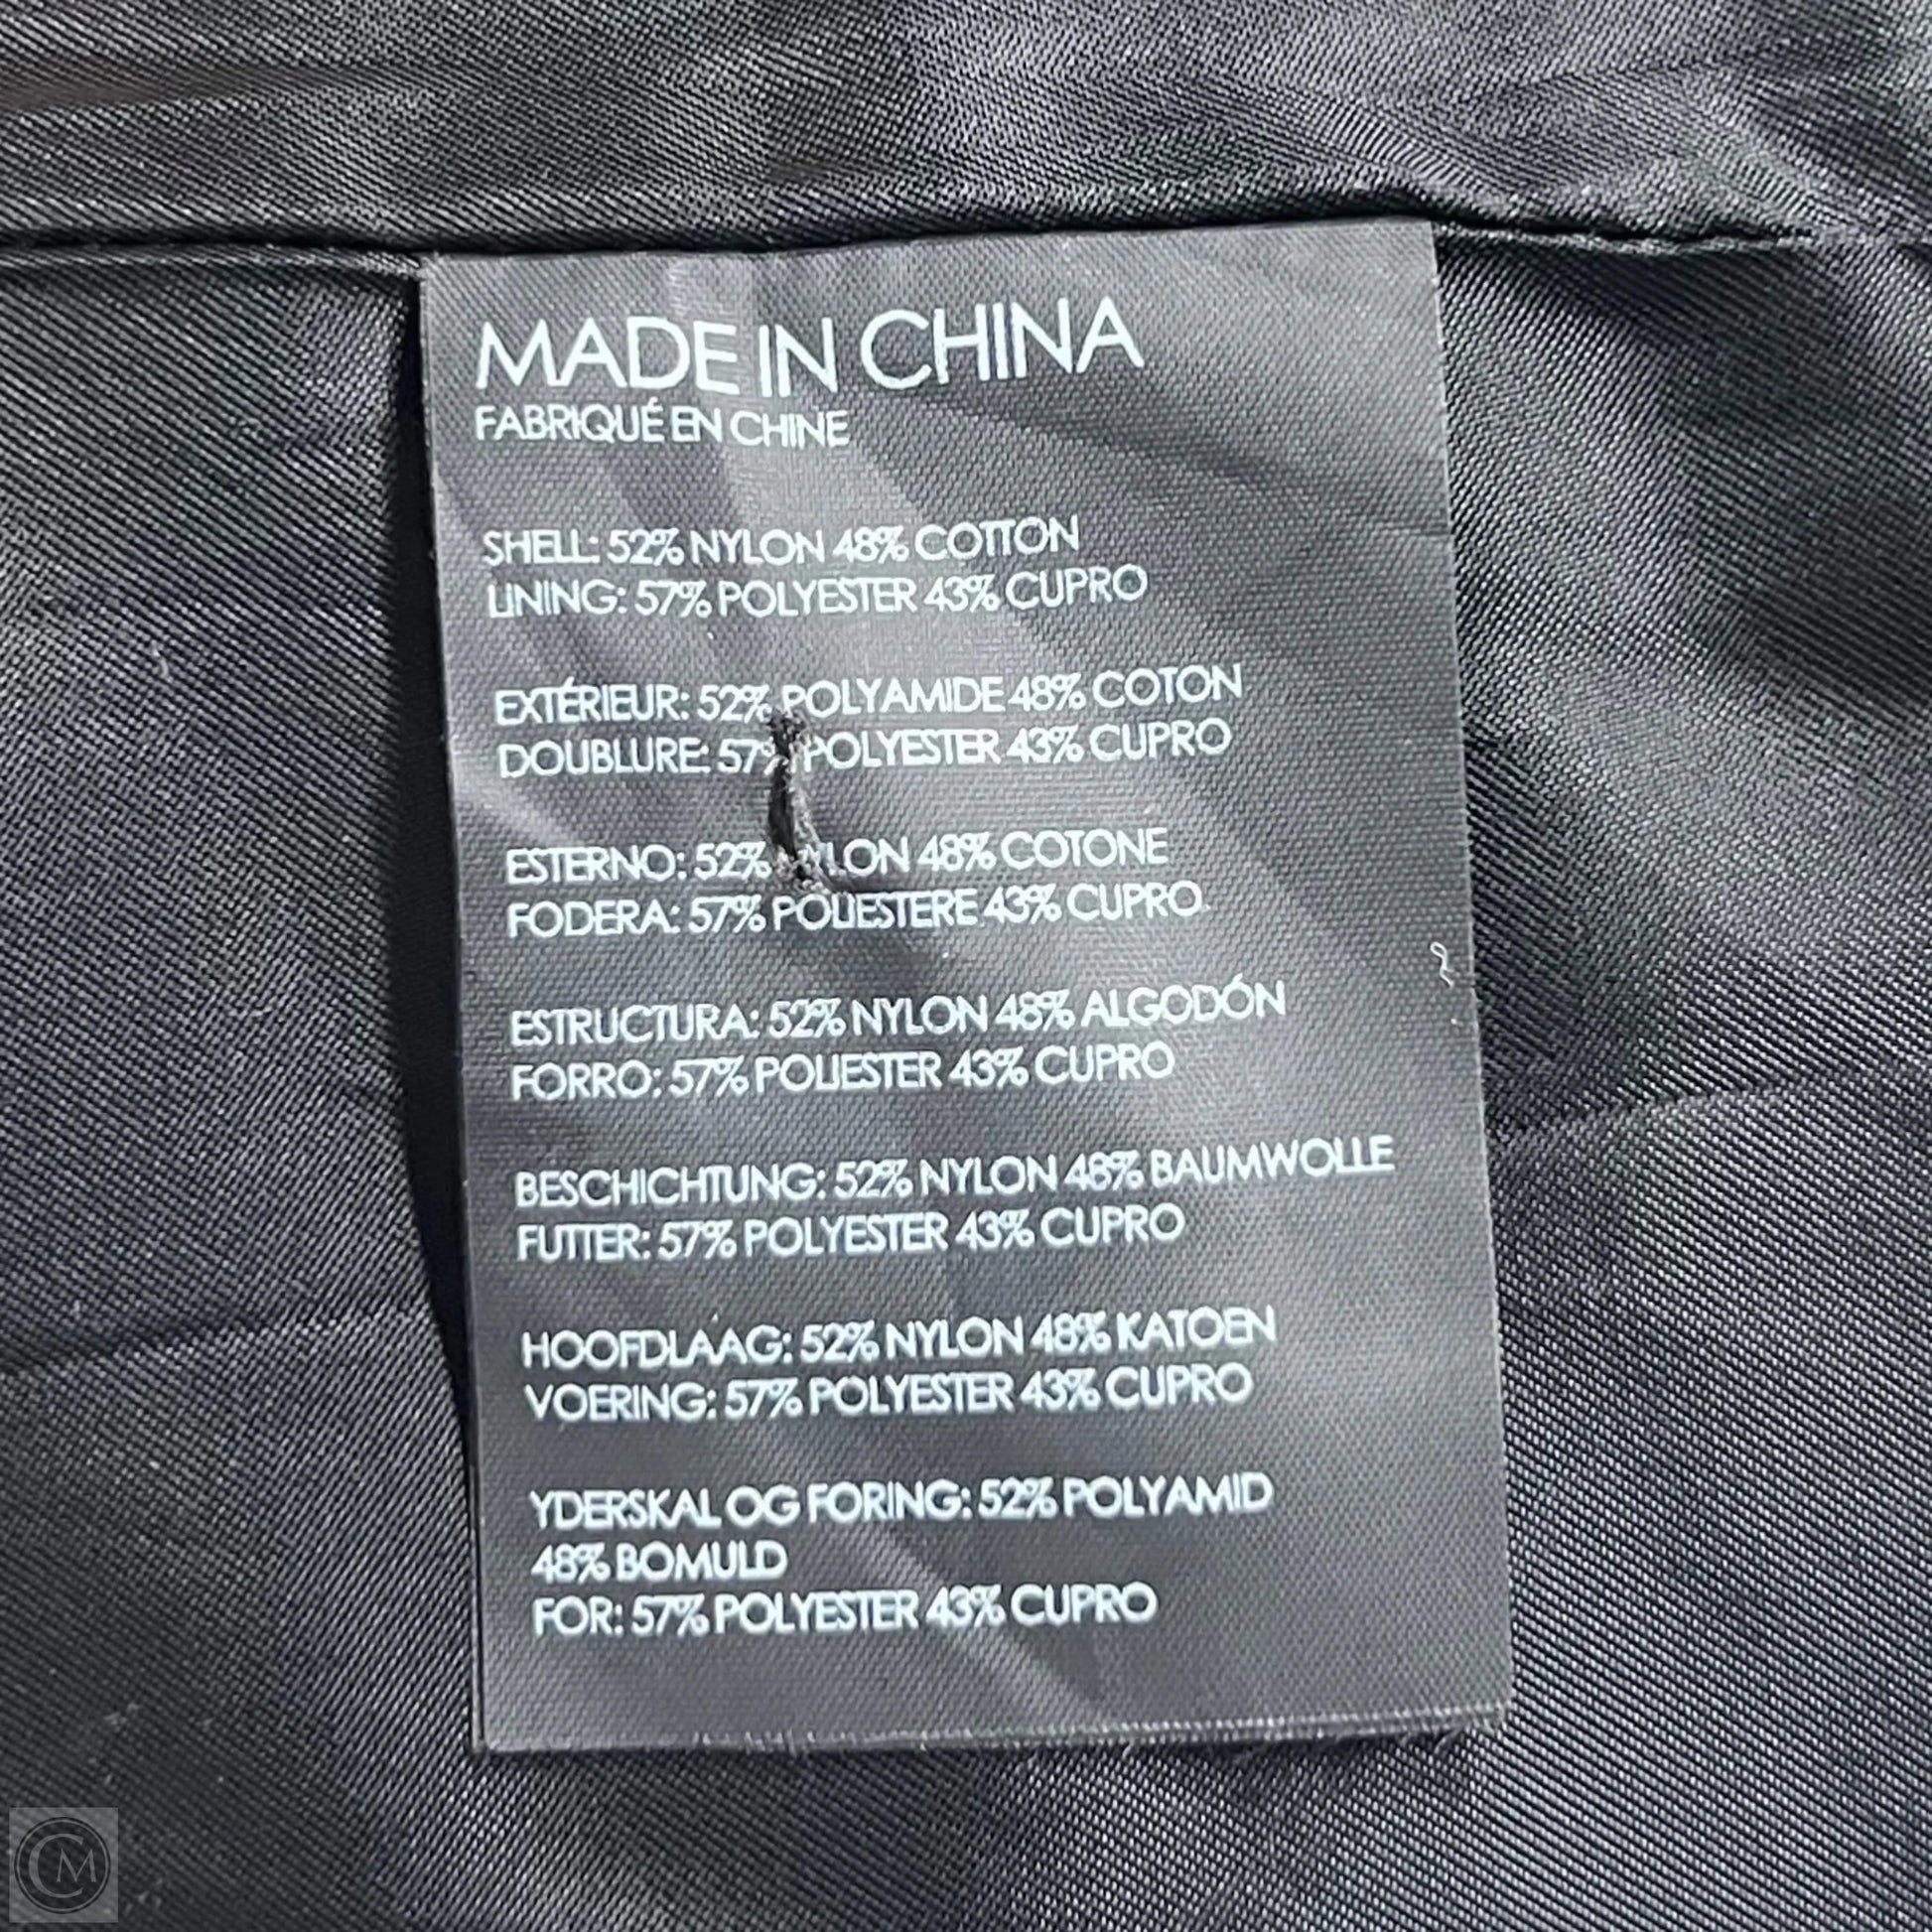 MADE IN CHINA
FABRIQUÉ EN CHINE
SHELL: 52% NYLON 48% COTTON
LINING: 57% POLYESTER 43% CUPRO
EXTÉRIEUR: 52% POLYAMIDE 48% COTON
DOUBLURE: 57% POLYESTER 43% CUPRO
ESTERNO: 52% NYLON 48% COTONE
FODERA: 57% POLIESTERE 43% CUPRO
ESTRUCTURA: 52% NYLON 48% ALGODÓN
FORRO: 57% POLIESTER 43% CUPRO
BESCHICHTUNG: 52% NYLON 48% BAUMWOLLE
FUTTER: 57% POLYESTER 43% CUPRO
HOOFDLAAG: 52% NYLON 48% KATOEN
VOERING: 57% POLYESTER 43% CUPRO
YDERSKAL OG FORING: 52% POLYAMID
48% BOMULD
FOR: 57% POLYESTER 43% CUPRO
CM